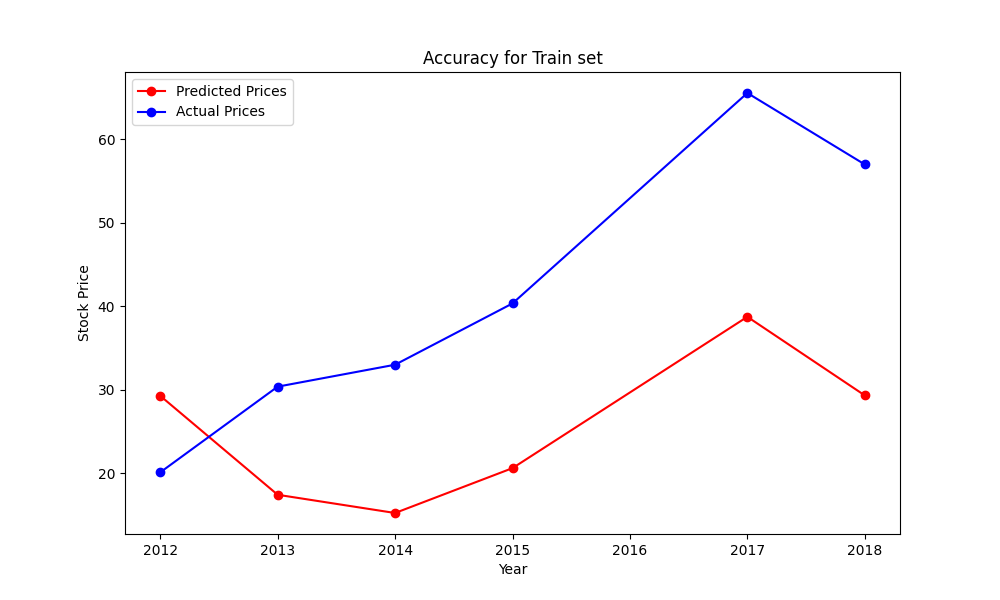 Accuracy for Train set
Predicted Prices
Actual Prices
60
50
40
30
20
Stock Price
2012 2013 2014 2015 2016 2017 2018
Year